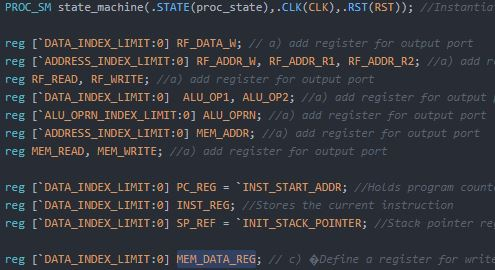 PROC_SM state_machine(.STATE(proc_state),.CLK(CLK),.RST(RST)); //Instantia
reg [`DATA_INDEX_LIMIT:0] RF_DATA_W; // a) add register for output port
reg [`ADDRESS_INDEX_LIMIT:0] RF_ADDR_W, RF_ADDR_R1, RF_ADDR_R2; //a) add re
reg RF_READ, RF_WRITE; //a) add register for output port
reg [`DATA_INDEX_LIMIT:0]  ALU_OP1, ALU_OP2; //a) add register for output p
reg [`ALU_OPRN_INDEX_LIMIT:0] ALU_OPRN; //a) add register for output port
reg [`ADDRESS_INDEX_LIMIT:0] MEM_ADDR; // a) add register for output port
reg MEM_READ, MEM_WRITE; //a) add register for output port
reg [`DATA_INDEX_LIMIT:0] PC_REG = `INST_START_ADDR; //Holds program count
reg [`DATA_INDEX_LIMIT:0] INST_REG; //Stores the current instruction
reg [`DATA_INDEX_LIMIT:0] SP_REF = `INIT_STACK_POINTER; //Stack pointer re
reg [`DATA_INDEX_LIMIT:0] MEM_DATA_REG; // c) �Define a register for write